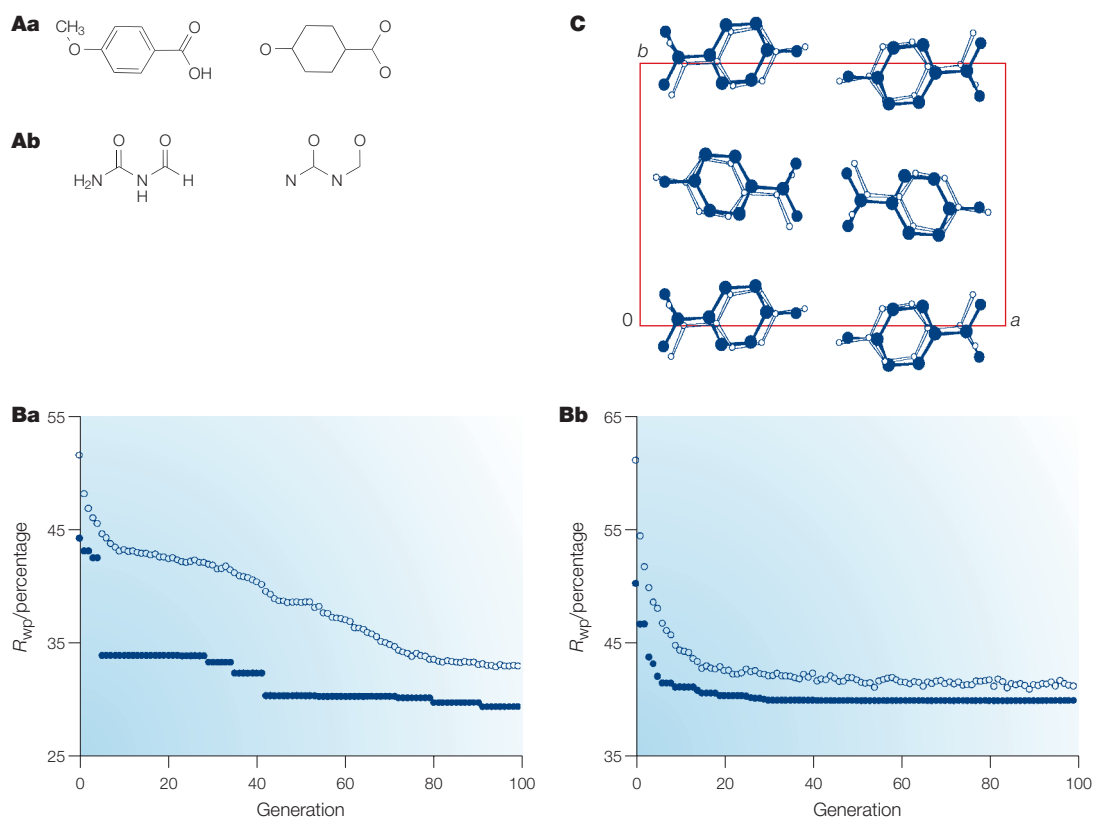 Aa
CH3
O
O
OH
O
O
O
Ab
O
O
H2N
N
H
H
O
O
N
N
C
b
0
a
Ba
55
45
35
25
Rwp/percentage
0
20
40
60
80
100
Generation
Bb
65
55
45
35
Rwp/percentage
0
20
40
60
80
100
Generation